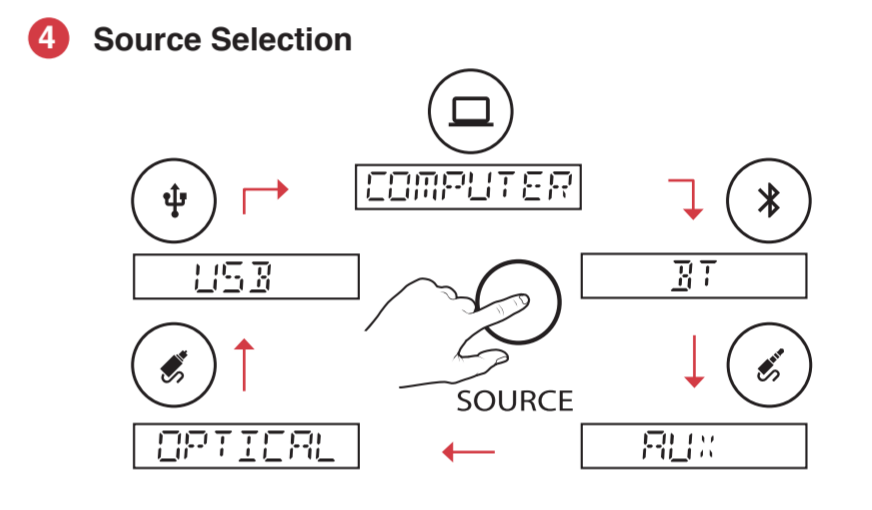 4 Source Selection
COMPUTER
USB
BT
SOURCE
OPTICAL
AUX